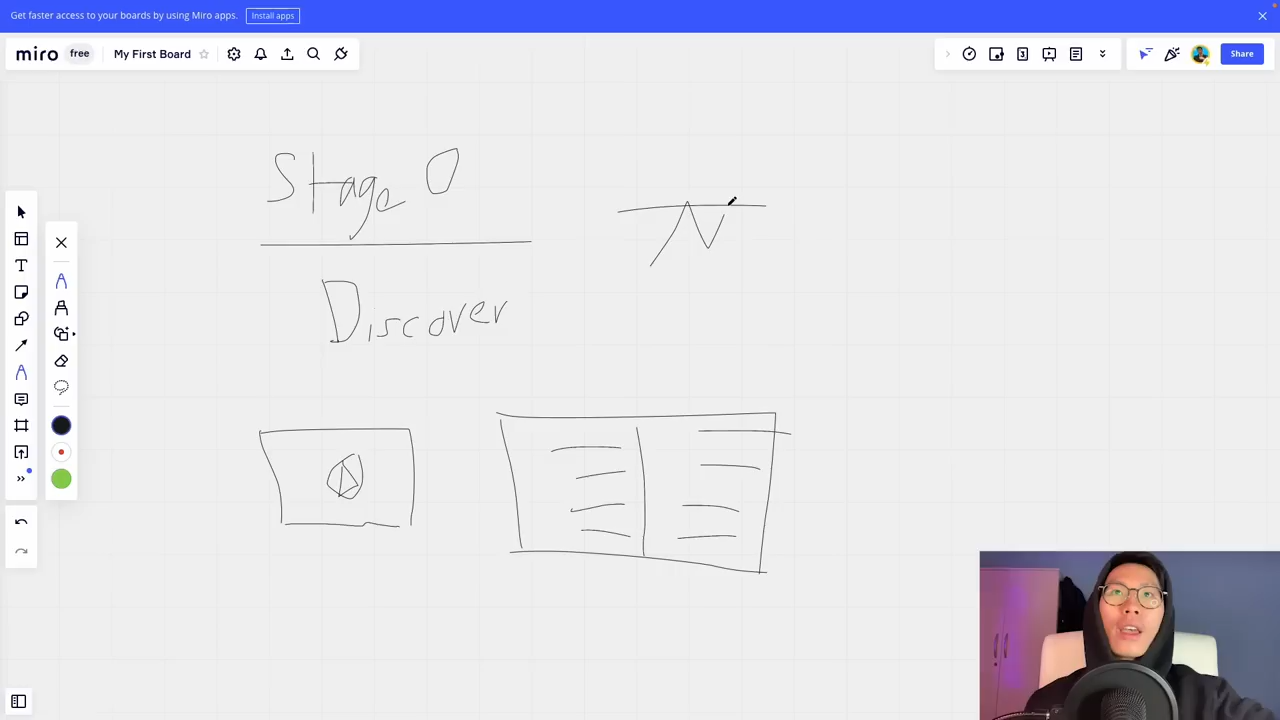 Get faster access to your boards by using Miro apps. Install apps
miro free My First Board
3
Share
Stage 0
Discover